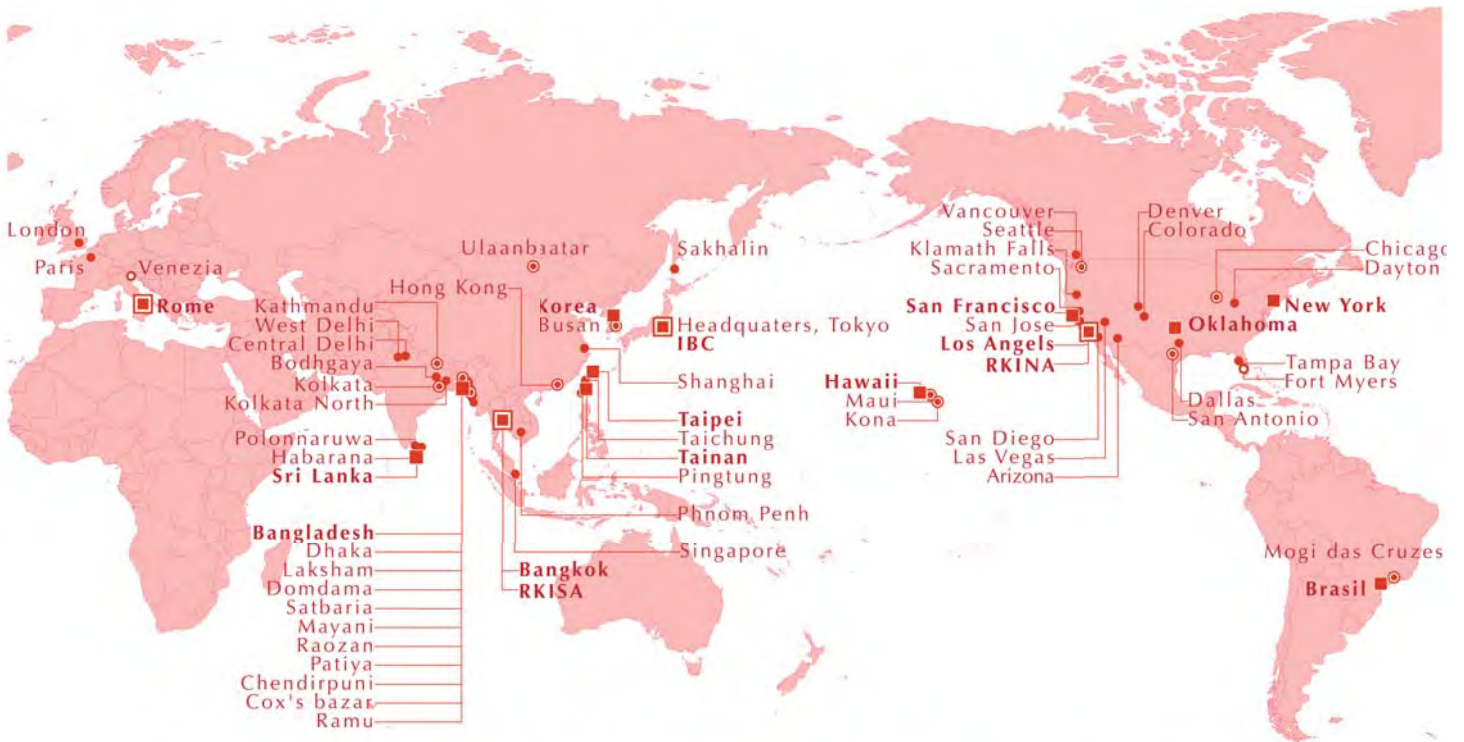 London
Paris
Venezia
Rome
Ulaanbaatar
Sakhalin
Hong Kong
Kathmandu
West Delhi
Central Delhi
Bodhgaya
Kolkata
Kolkata North
Korea
Busan
Headquaters, Tokyo
IBC
Shanghai
Polonnaruwa
Habarana
Sri Lanka
Taipei
Taichung
Tainan
Pingtung
Phnom Penh
Singapore
Bangkok
RKISA
Bangladesh
Dhaka
Laksham
Domdama
Satbaria
Mayani
Raozan
Patiya
Chendirpuni
Cox's bazar
Ramu
Vancouver
Seattle
Klamath Falls
Sacramento
San Francisco
San Jose
Los Angels
RKINA
Hawaii
Maui
Kona
San Diego
Las Vegas
Arizona
Denver
Colorado
Chicago
Dayton
New York
Oklahoma
Tampa Bay
Fort Myers
Dallas
San Antonio
Mogi das Cruzes
Brasil